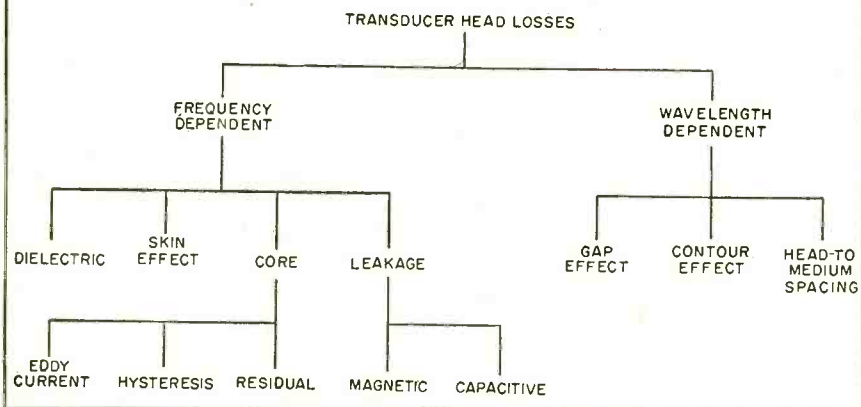 TRANSDUCER HEAD LOSSES
FREQUENCY
DEPENDENT
WAVELENGTH
DEPENDENT
DIELECTRIC
SKIN
EFFECT
CORE
LEAKAGE
GAP
EFFECT
CONTOUR
EFFECT
HEAD-TO
MEDIUM
SPACING
EDDY
CURRENT
HYSTERESIS
RESIDUAL
MAGNETIC
CAPACITIVE